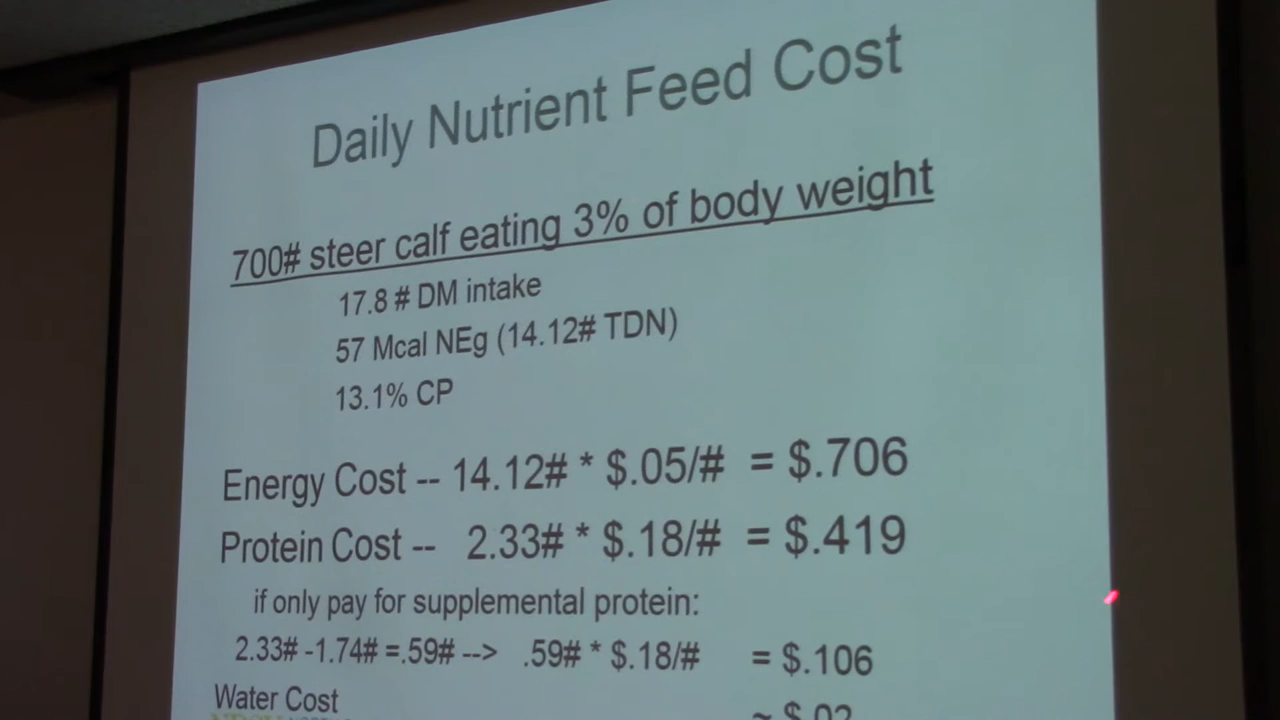 Daily Nutrient Feed Cost
700# steer calf eating 3% of body weight
17.8 # DM intake
57 Mcal NEg (14.12# TDN)
13.1% CP
Energy Cost -- 14.12# * $.05/# = $.706
Protein Cost -- 2.33# * $.18/# = $.419
if only pay for supplemental protein:
2.33# -1.74# =.59# --> .59# * $.18/# = $.106
Water Cost ~ $.02